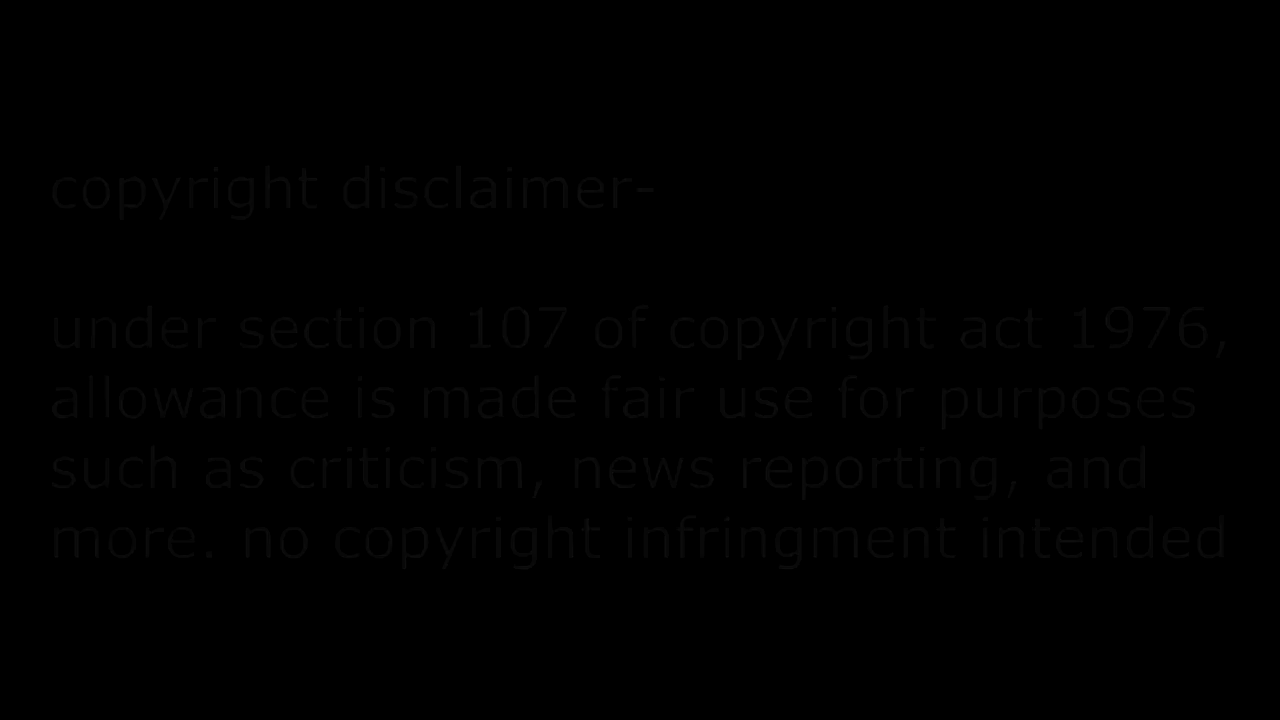 copyright disclaimer-
under section 107 of copyright act 1976,
allowance is made fair use for purposes
such as criticism, news reporting, and
more. no copyright infringment intended